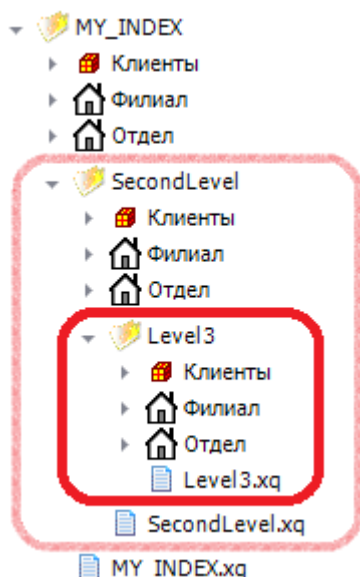 MY_INDEX
Клиенты
Филиал
Отдел
SecondLevel
Клиенты
Филиал
Отдел
Level3
Клиенты
Филиал
Отдел
Level3.xq
SecondLevel.xq
MY_INDEX.xq